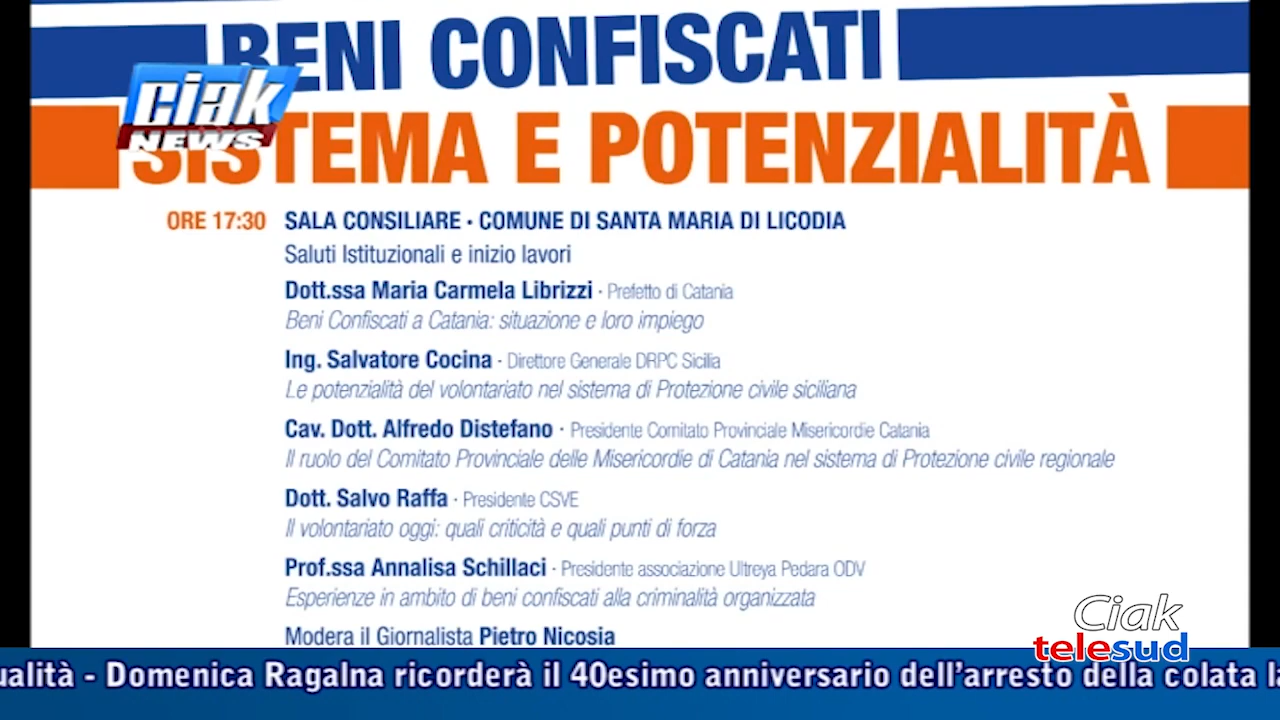 BENI CONFISCATI
ciak
NEWS
SISTEMA E POTENZIALITÀ
ORE 17:30 SALA CONSILIARE · COMUNE DI SANTA MARIA DI LICODIA
Saluti Istituzionali e inizio lavori
Dott.ssa Maria Carmela Librizzi · Prefetto di Catania
Beni Confiscati a Catania: situazione e loro impiego
Ing. Salvatore Cocina · Direttore Generale DRPC Sicilia
Le potenzialità del volontariato nel sistema di Protezione civile siciliana
Cav. Dott. Alfredo Distefano · Presidente Comitato Provinciale Misericordie Catania
Il ruolo del Comitato Provinciale delle Misericordie di Catania nel sistema di Protezione civile regionale
Dott. Salvo Raffa · Presidente CSVE
Il volontariato oggi: quali criticità e quali punti di forza
Prof.ssa Annalisa Schillaci · Presidente associazione Ultreya Pedara ODV
Esperienze in ambito di beni confiscati alla criminalità organizzata
Modera il Giornalista Pietro Nicosia
Ciak
telesud
ualità - Domenica Ragalna ricorderà il 40esimo anniversario dell'arresto della colata la